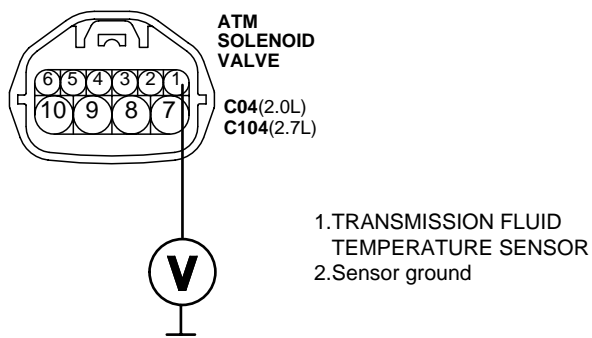 ATM
SOLENOID
VALVE
6 5 4 3 2 1
10 9 8 7
C04(2.0L)
C104(2.7L)
V
1.TRANSMISSION FLUID
TEMPERATURE SENSOR
2.Sensor ground